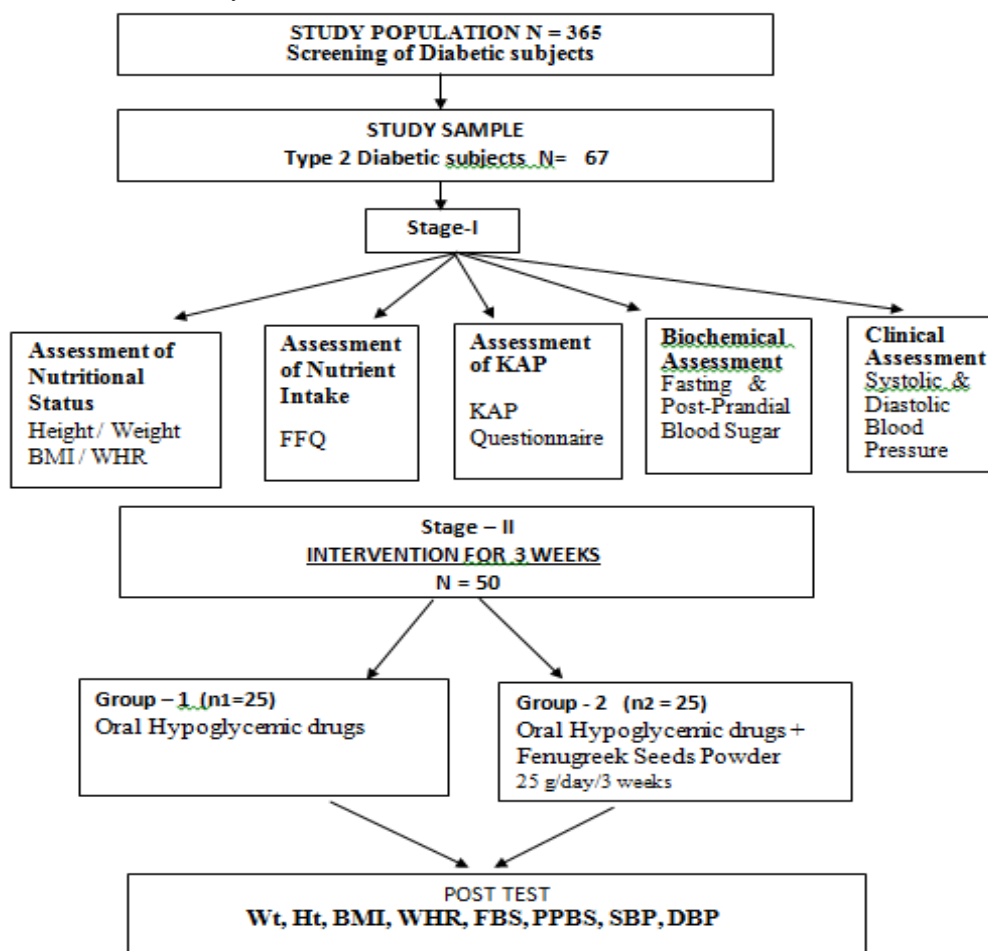 STUDY POPULATION N = 365
Screening of Diabetic subjects
STUDY SAMPLE
Type 2 Diabetic subjects N= 67
Stage-I
Assessment of
Nutritional
Status
Height / Weight
BMI / WHR
Assessment
of Nutrient
Intake
FFQ
Assessment
of KAP
KAP
Questionnaire
Biochemical
Assessment
Fasting &
Post-Prandial
Blood Sugar
Clinical
Assessment
Systolic &
Diastolic
Blood
Pressure
Stage – II
INTERVENTION FOR 3 WEEKS
N = 50
Group – 1 (n1=25)
Oral Hypoglycemic drugs
Group - 2 (n2 = 25)
Oral Hypoglycemic drugs +
Fenugreek Seeds Powder
25 g/day/3 weeks
POST TEST
Wt, Ht, BMI, WHR, FBS, PPBS, SBP, DBP